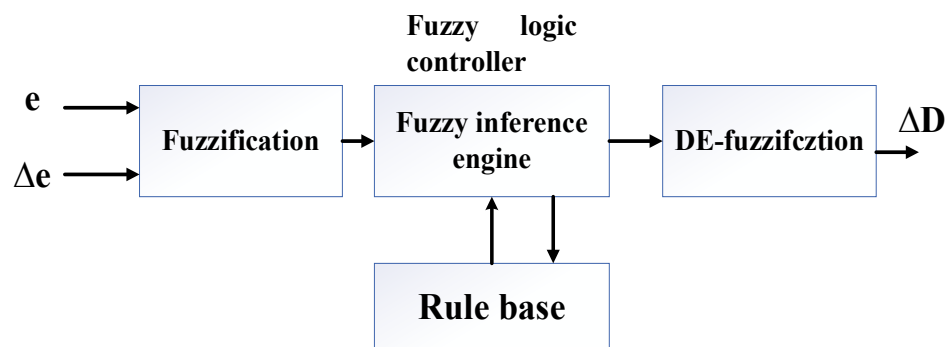 Fuzzy logic
controller
e
Δe
Fuzzification
Fuzzy inference
engine
DE-fuzzifcztion
ΔD
Rule base